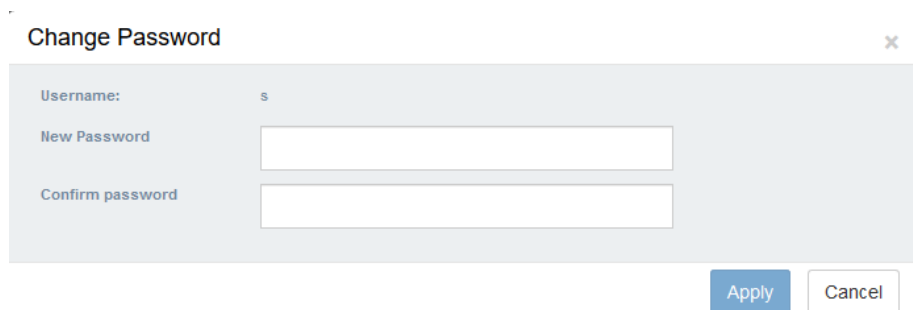 Change Password
×
Username: s
New Password
Confirm password
Apply Cancel